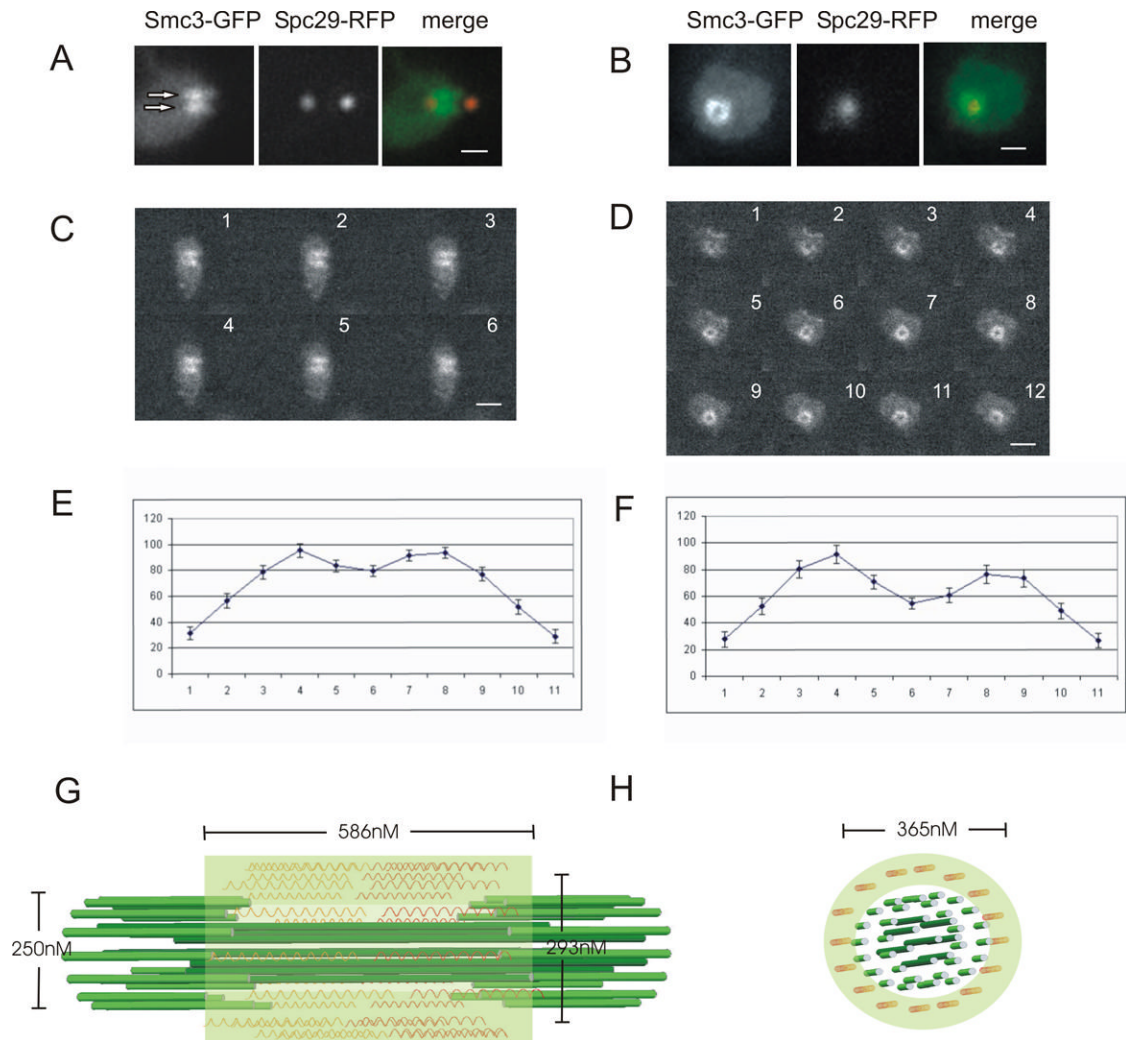 Smc3-GFP Spc29-RFP merge
A
Smc3-GFP Spc29-RFP merge
B
C
1 2 3
4 5 6
D
1 2 3 4
5 6 7 8
9 10 11 12
E
120
100
80
60
40
20
0
1 2 3 4 5 6 7 8 9 10 11
F
120
100
80
60
40
20
0
1 2 3 4 5 6 7 8 9 10 11
G
586nM
250nM
293nM
H
365nM